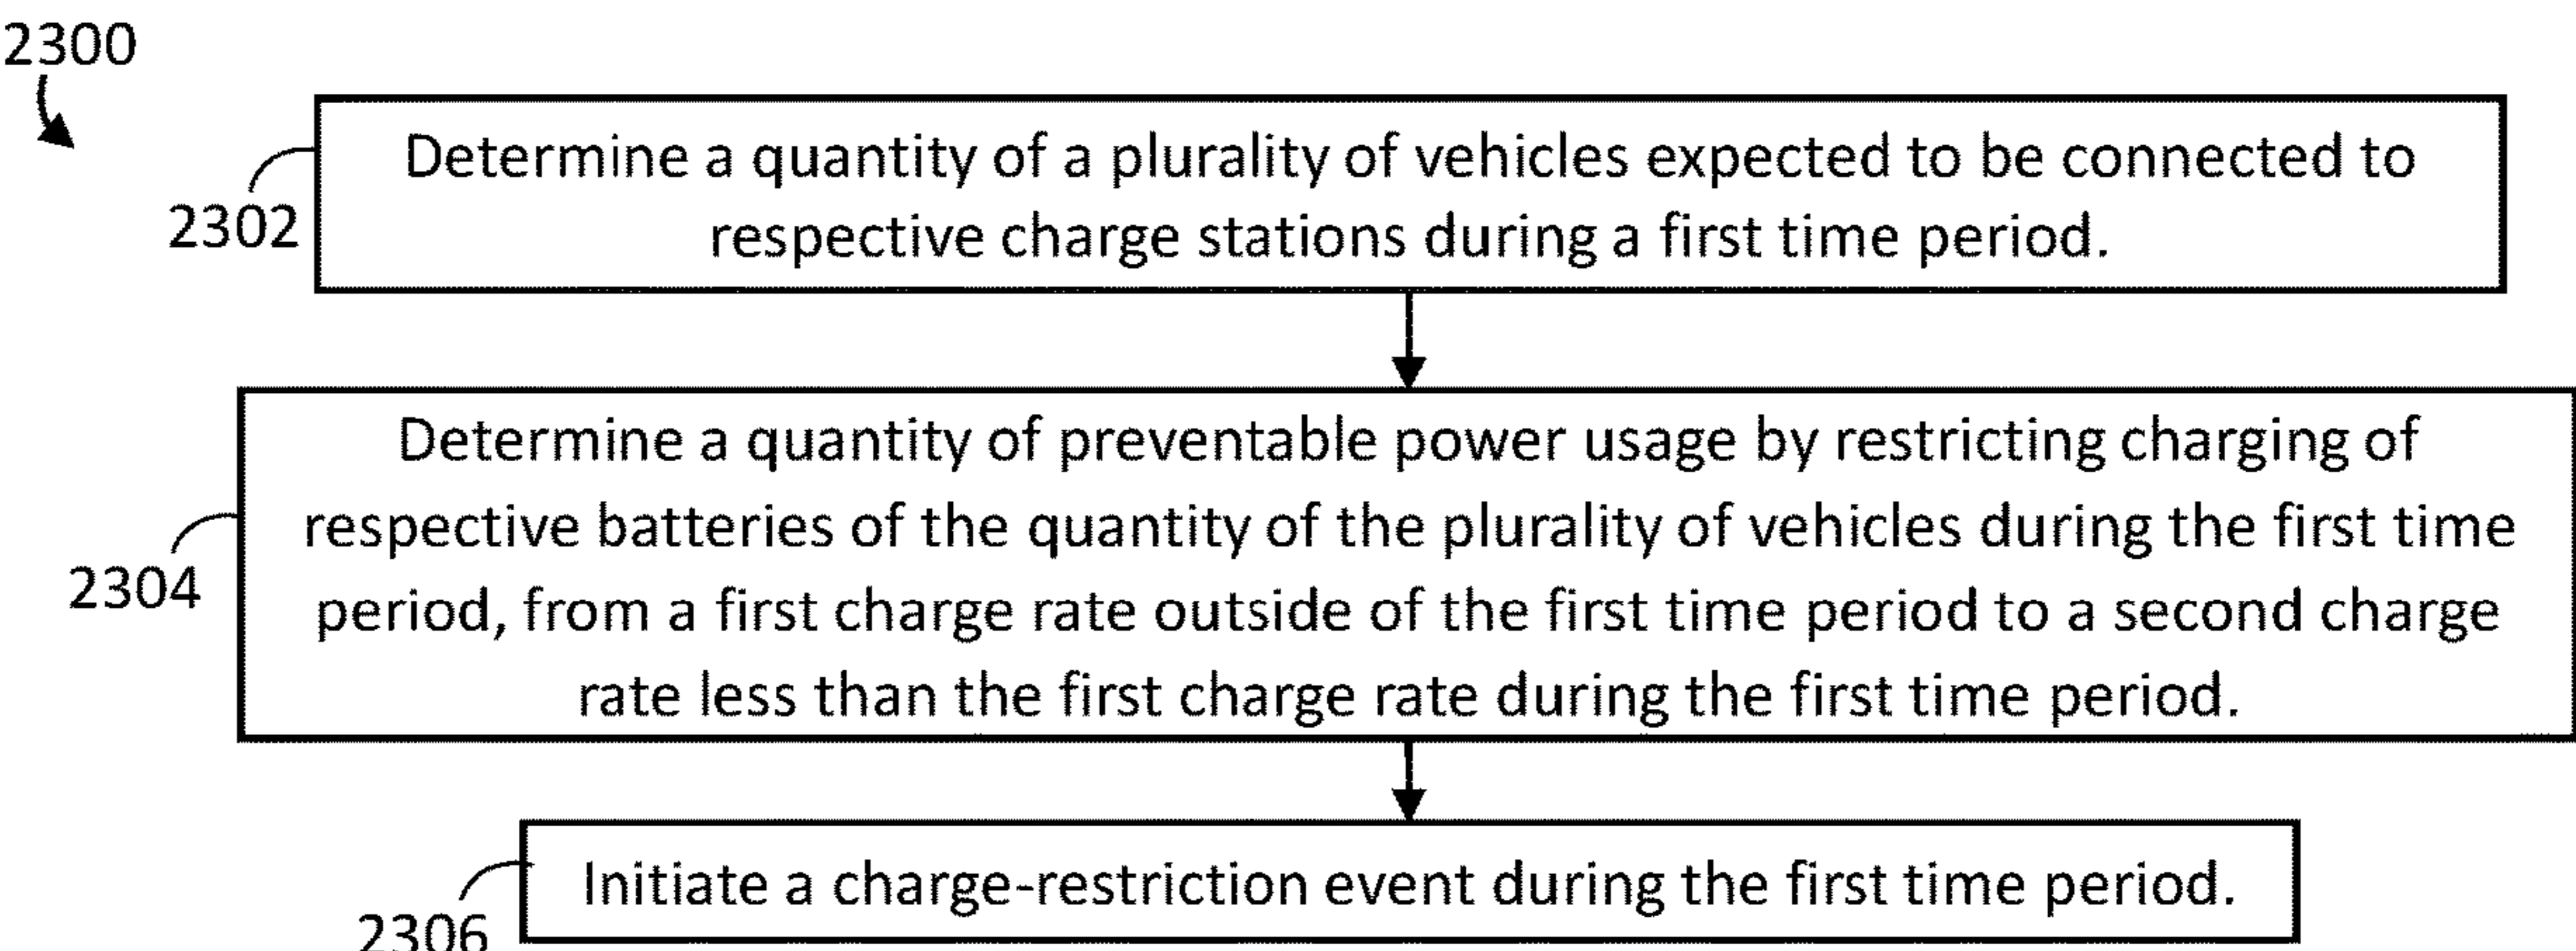 2300
Determine a quantity of a plurality of vehicles expected to be connected to
respective charge stations during a first time period.
2302
Determine a quantity of preventable power usage by restricting charging of
respective batteries of the quantity of the plurality of vehicles during the first time
period, from a first charge rate outside of the first time period to a second charge
rate less than the first charge rate during the first time period.
2304
Initiate a charge-restriction event during the first time period.
2306